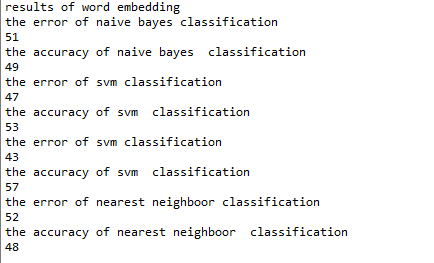 results of word embedding
the error of naive bayes classification
51
the accuracy of naive bayes  classification
49
the error of svm classification
47
the accuracy of svm  classification
53
the error of svm classification
43
the accuracy of svm  classification
57
the error of nearest neighboor classification
52
the accuracy of nearest neighboor  classification
48